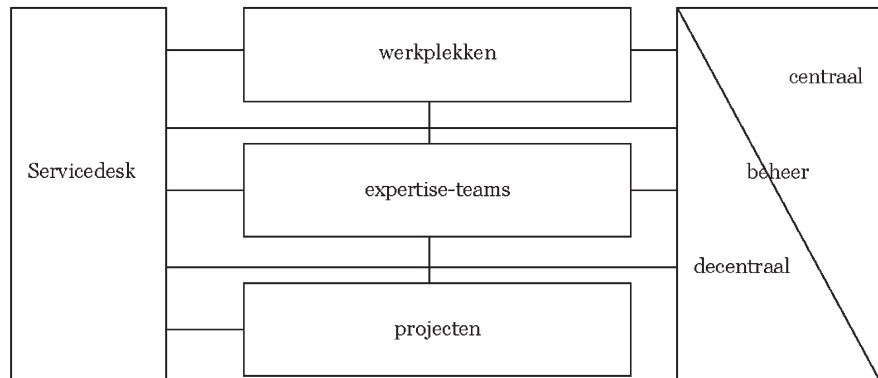 werkplekken
centraal
Servicedesk
beheer
expertise-teams
decentraal
projecten